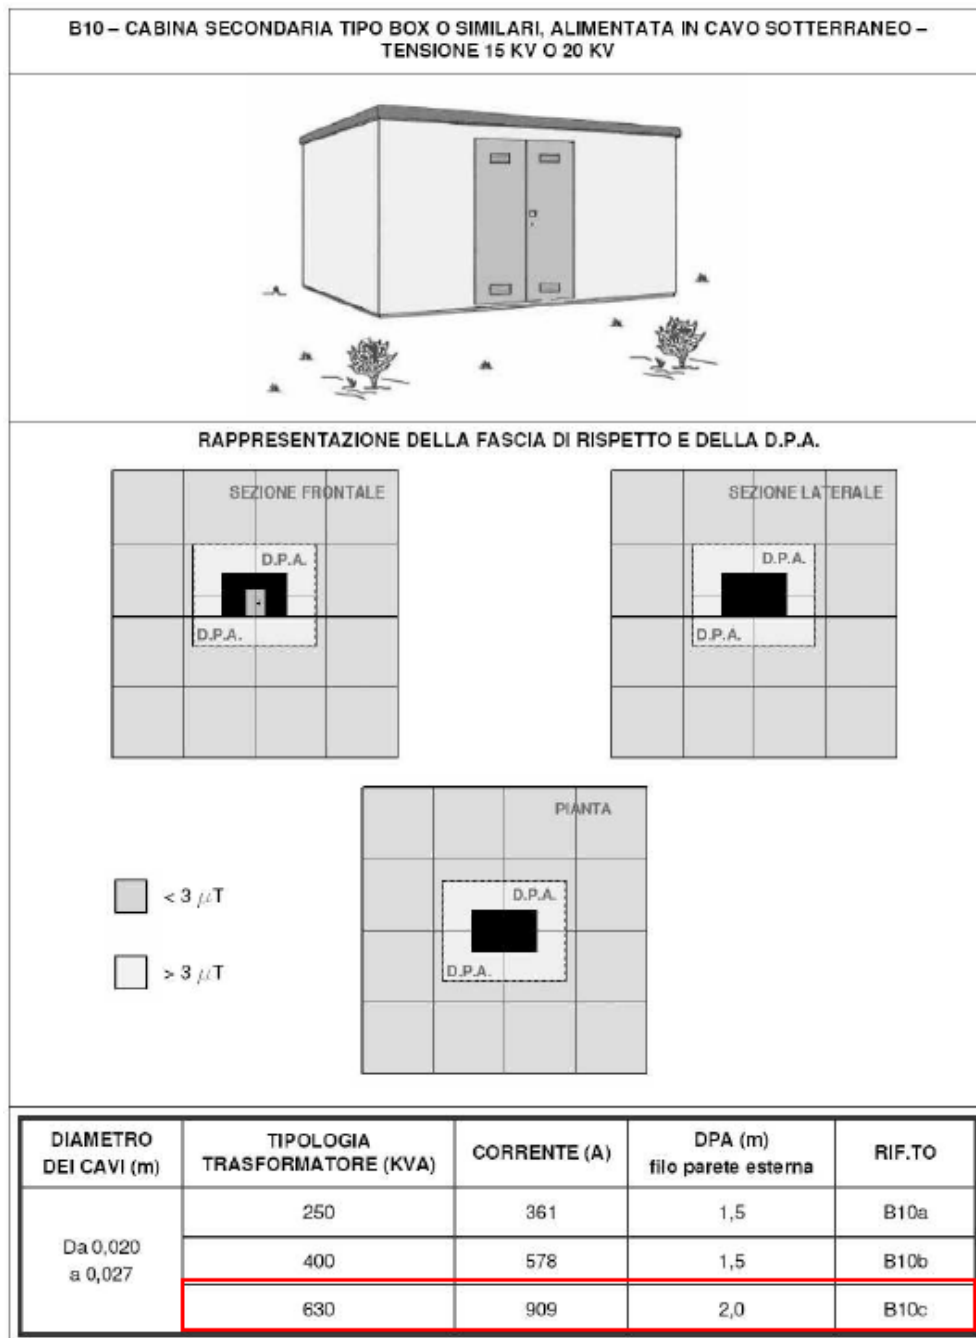 B10 – CABINA SECONDARIA TIPO BOX O SIMILARI, ALIMENTATA IN CAVO SOTTERRANEO –
TENSIONE 15 KV O 20 KV
RAPPRESENTAZIONE DELLA FASCIA DI RISPETTO E DELLA D.P.A.
SEZIONE FRONTALE
D.P.A.
D.P.A.
SEZIONE LATERALE
D.P.A.
D.P.A.
PIANTA
D.P.A.
D.P.A.
< 3 μT
> 3 μT
DIAMETRO
DEI CAVI (m)
TIPOLOGIA
TRASFORMATORE (KVA)
CORRENTE (A)
DPA (m)
filo parete esterna
RIF.TO
Da 0,020
a 0,027
250 361 1,5 B10a
400 578 1,5 B10b
630 909 2,0 B10c